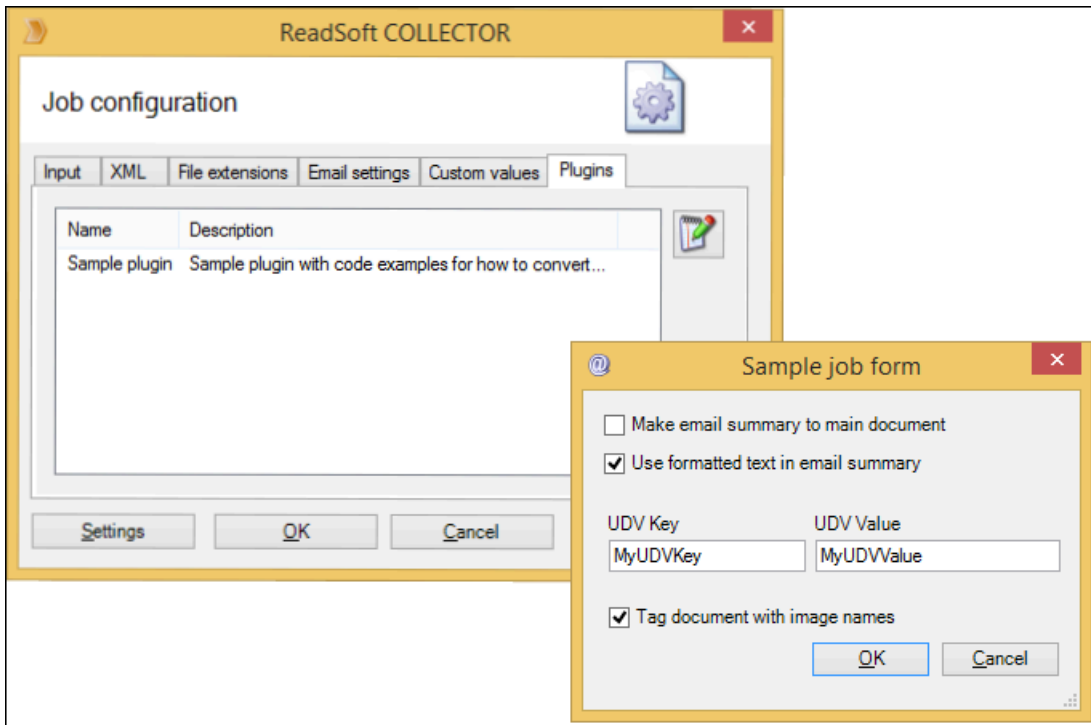 ReadSoft COLLECTOR
Job configuration
Input XML File extensions Email settings Custom values Plugins
Name Description
Sample plugin Sample plugin with code examples for how to convert...
Settings OK Cancel
@ Sample job form
Make email summary to main document
Use formatted text in email summary
UDV Key UDV Value
MyUDVKey MyUDVValue
Tag document with image names
OK Cancel